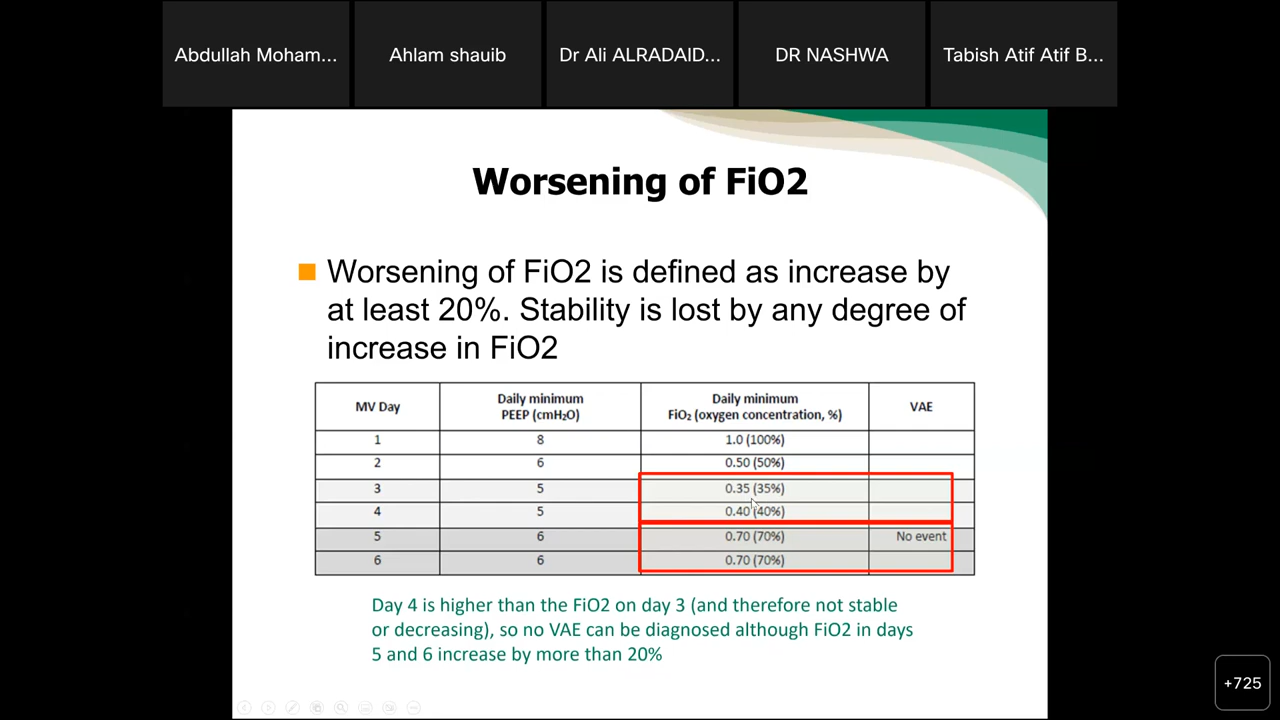 Abdullah Moham...
Ahlam shauib
Dr Ali ALRADAID...
DR NASHWA
Tabish Atif Atif B...
Worsening of FiO2
Worsening of FiO2 is defined as increase by
at least 20%. Stability is lost by any degree of
increase in FiO2
MV Day
Daily minimum
PEEP (cmH₂O)
Daily minimum
FiO₂ (oxygen concentration, %)
VAE
1 8 1.0 (100%)
2 6 0.50 (50%)
3 5 0.35 (35%)
4 5 0.40 (40%)
5 6 0.70 (70%) No event
6 6 0.70 (70%)
Day 4 is higher than the FiO2 on day 3 (and therefore not stable
or decreasing), so no VAE can be diagnosed although FiO2 in days
5 and 6 increase by more than 20%
+725